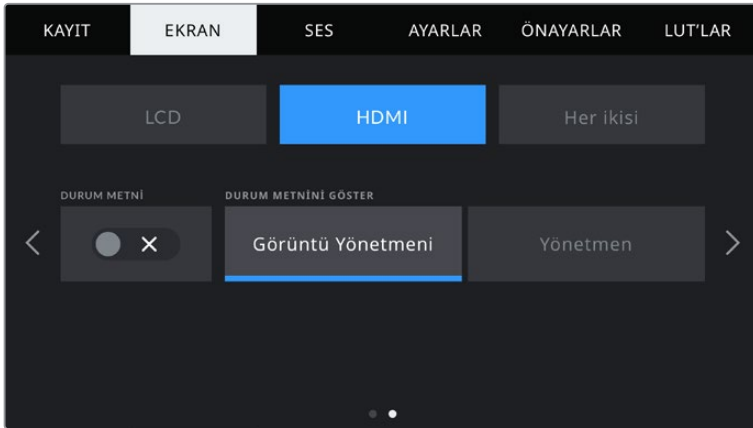 KAYIT EKRAN SES AYARLAR ÖNAYARLAR LUT'LAR
LCD HDMI Her ikisi
DURUM METNİ DURUM METNİNİ GÖSTER
Görüntü Yönetmeni Yönetmen